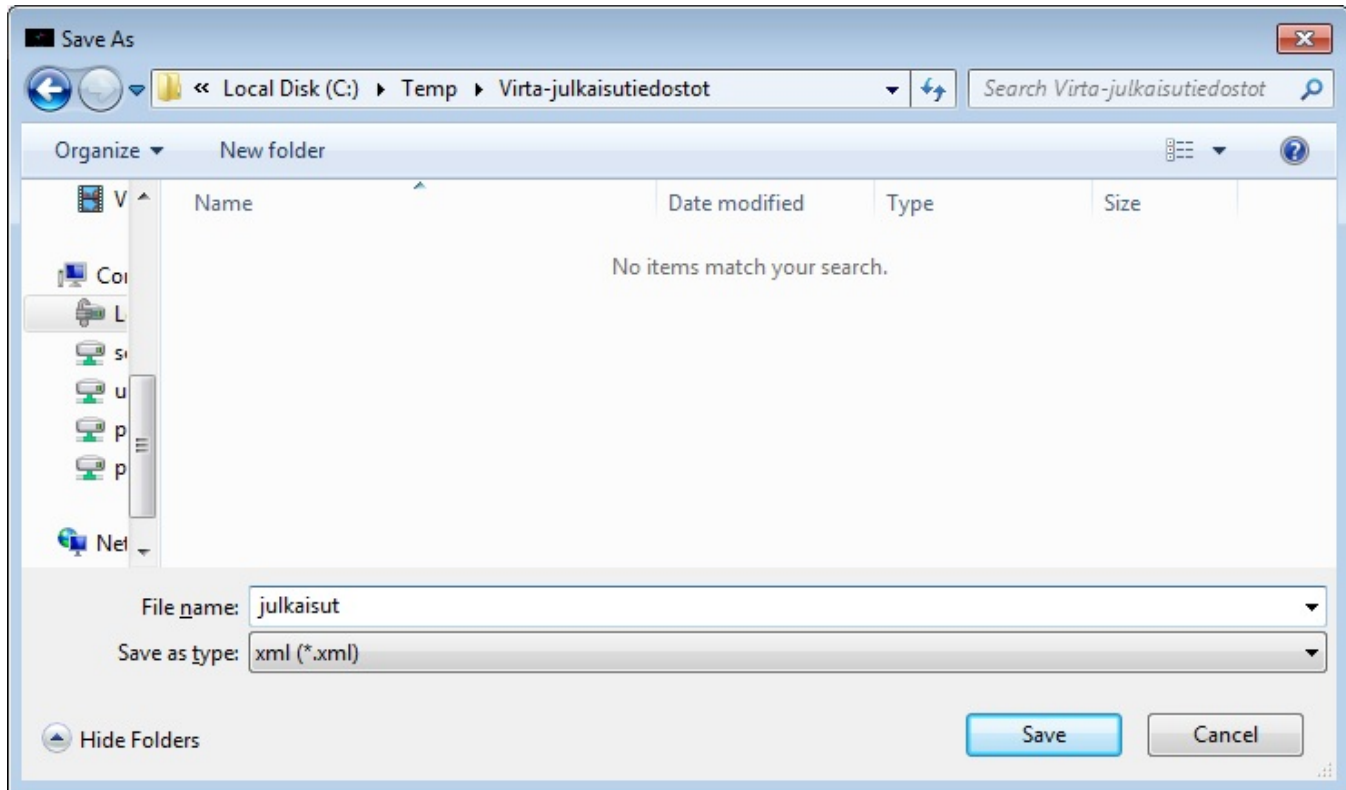 Save As
« Local Disk (C:) Temp Virta-julkaisutiedostot Search Virta-julkaisutiedostot
Organize New folder
Name Date modified Type Size
No items match your search.
File name: julkaisut
Save as type: xml (*.xml)
Hide Folders Save Cancel